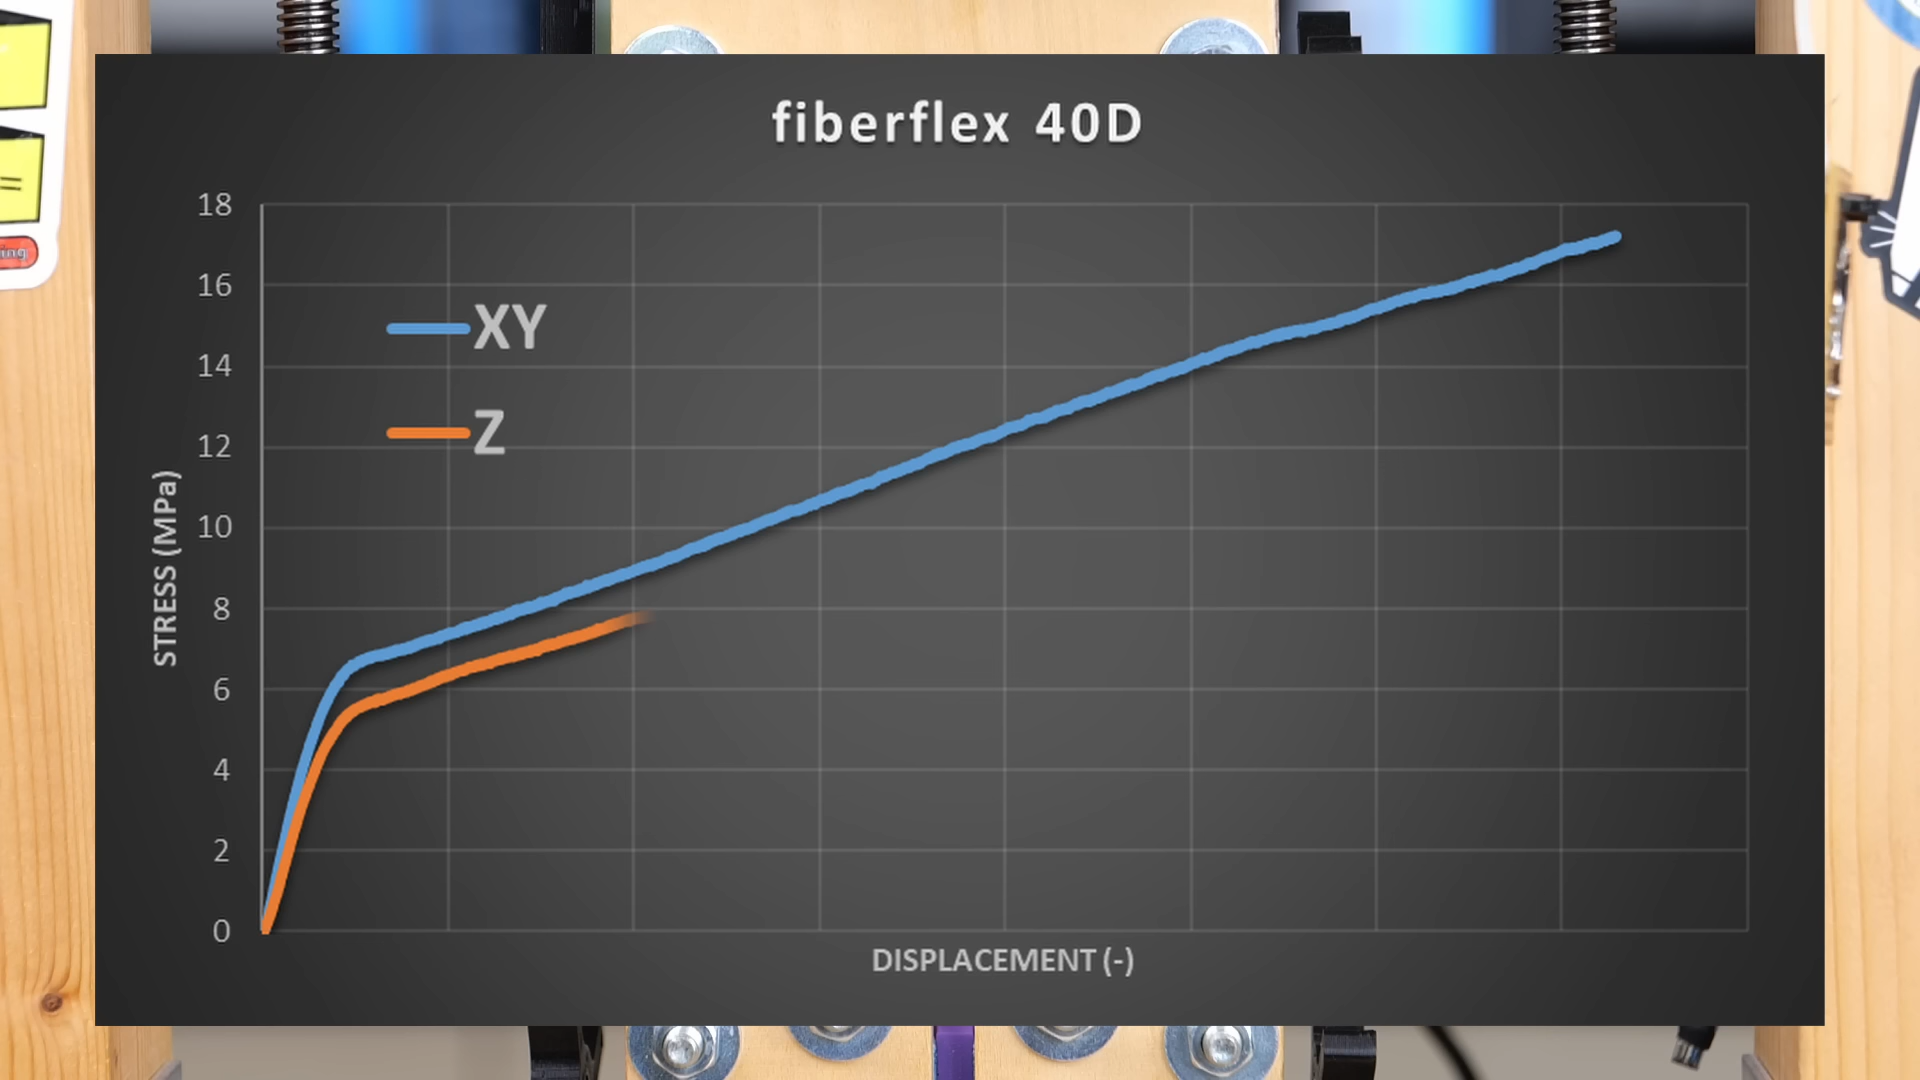 fiberflex 40D
18
16
14
12
10
8
6
4
2
0
XY
Z
STRESS (MPa)
DISPLACEMENT (-)
=